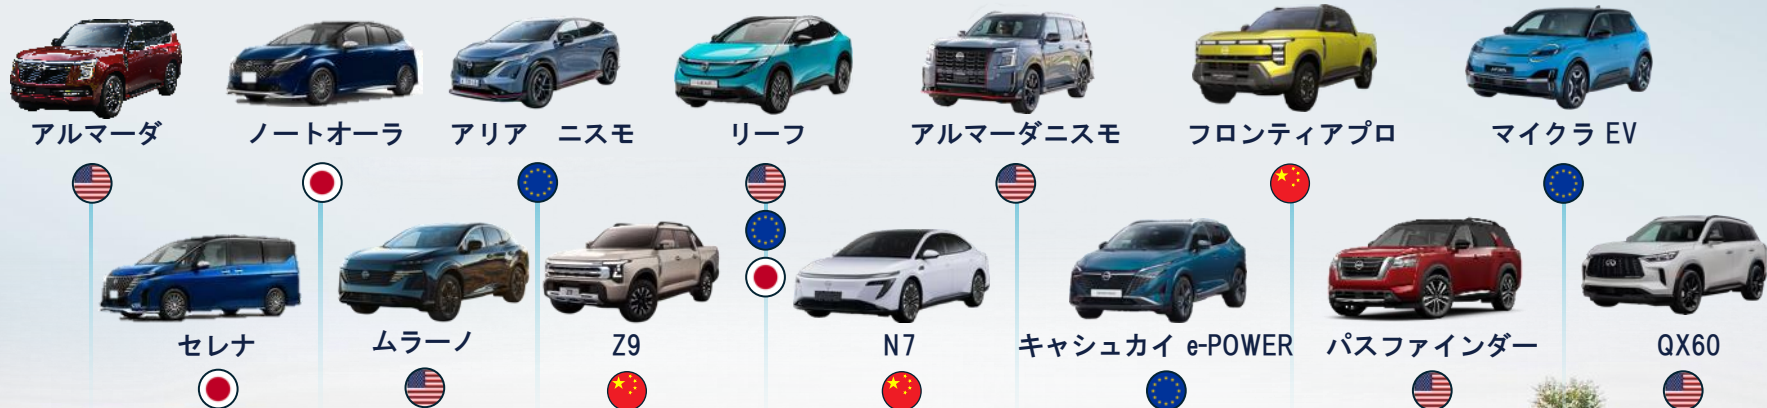 アルマーダ
ノートオーラ
アリア　ニスモ
リーフ
アルマーダニスモ
フロンティアプロ
マイクラ EV
セレナ
ムラーノ
Z9
N7
キャシュカイ e-POWER
パスファインダー
QX60